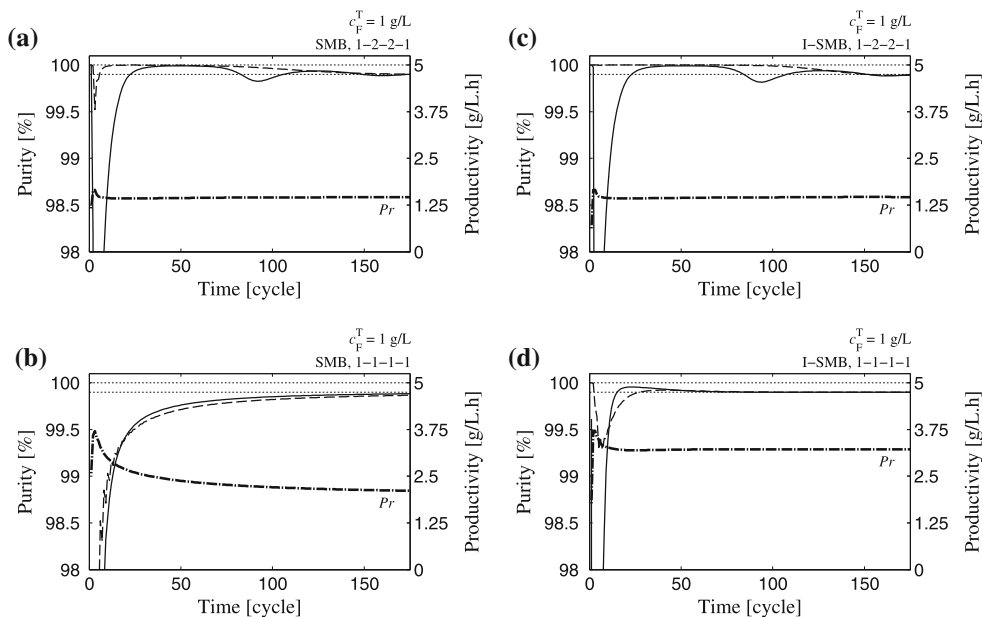 (a)
c_F^T = 1 g/L
SMB, 1−2−2−1
Purity [%]
100
99.5
99
98.5
98
5
3.75
2.5
1.25
0
Productivity [g/L.h]
Pr
0 50 100 150
Time [cycle]
(c)
c_F^T = 1 g/L
I-SMB, 1−2−2−1
Purity [%]
100
99.5
99
98.5
98
5
3.75
2.5
1.25
0
Productivity [g/L.h]
Pr
0 50 100 150
Time [cycle]
(b)
c_F^T = 1 g/L
SMB, 1−1−1−1
Purity [%]
100
99.5
99
98.5
98
5
3.75
2.5
1.25
0
Productivity [g/L.h]
Pr
0 50 100 150
Time [cycle]
(d)
c_F^T = 1 g/L
I-SMB, 1−1−1−1
Purity [%]
100
99.5
99
98.5
98
5
3.75
2.5
1.25
0
Productivity [g/L.h]
Pr
0 50 100 150
Time [cycle]